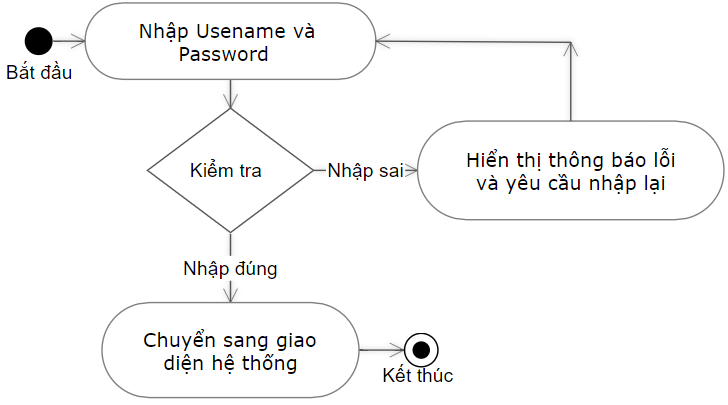 Nhập Usename và
Password
Bắt đầu
Kiểm tra
Nhập sai
Hiển thị thông báo lỗi
và yêu cầu nhập lại
Nhập đúng
Chuyển sang giao
diện hệ thống
Kết thúc